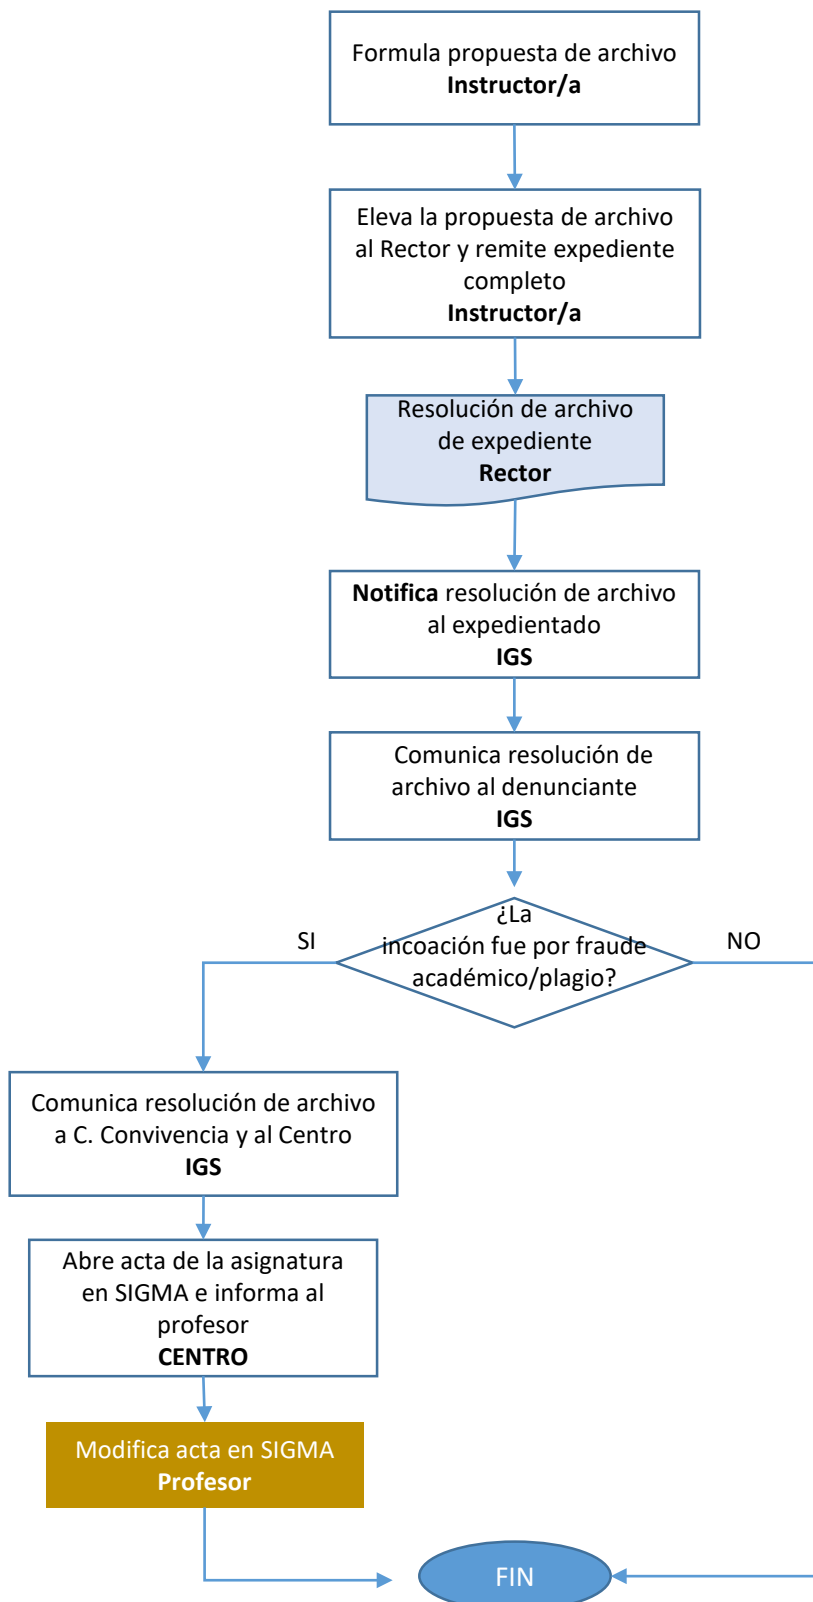 Formula propuesta de archivo
Instructor/a
Eleva la propuesta de archivo
al Rector y remite expediente
completo
Instructor/a
Resolución de archivo
de expediente
Rector
Notifica resolución de archivo
al expedientado
IGS
Comunica resolución de
archivo al denunciante
IGS
¿La
incoación fue por fraude
académico/plagio?
SI
NO
Comunica resolución de archivo
a C. Convivencia y al Centro
IGS
Abre acta de la asignatura
en SIGMA e informa al
profesor
CENTRO
Modifica acta en SIGMA
Profesor
FIN